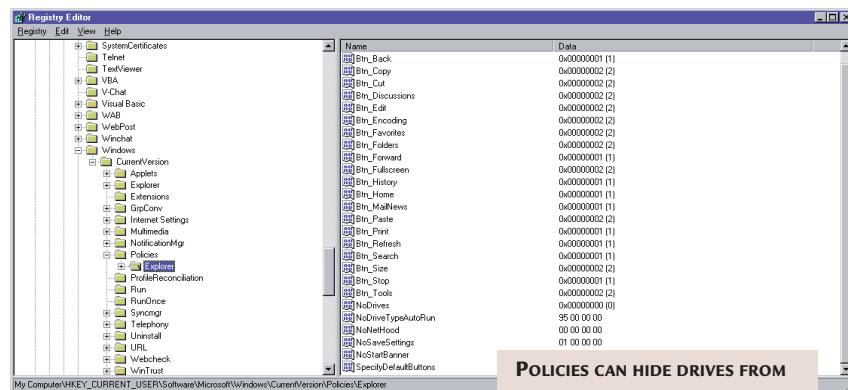 Registry Editor
Registry Edit View Help
SystemCertificates
Telnet
TextViewer
VBA
V-Chat
Visual Basic
WAB
WebPost
Winchat
Windows
CurrentVersion
Applets
Explorer
Extensions
GrpConv
Internet Settings
Multimedia
NotificationMgr
Policies
Explorer
ProfileReconciliation
Run
RunOnce
Syncmgr
Telephony
Uninstall
URL
Webcheck
WinTrust
Name Data
Btn_Back 0x00000001 (1)
Btn_Copy 0x00000002 (2)
Btn_Cut 0x00000002 (2)
Btn_Discussions 0x00000002 (2)
Btn_Edit 0x00000002 (2)
Btn_Encoding 0x00000002 (2)
Btn_Favorites 0x00000002 (2)
Btn_Folders 0x00000002 (2)
Btn_Forward 0x00000001 (1)
Btn_Fullscreen 0x00000002 (2)
Btn_History 0x00000001 (1)
Btn_Home 0x00000001 (1)
Btn_MailNews 0x00000001 (1)
Btn_Paste 0x00000002 (2)
Btn_Print 0x00000001 (1)
Btn_Refresh 0x00000001 (1)
Btn_Search 0x00000001 (1)
Btn_Size 0x00000002 (2)
Btn_Stop 0x00000001 (1)
Btn_Tools 0x00000002 (2)
NoDrives 0x00000000 (0)
NoDriveTypeAutoRun 95 00 00 00
NoNetHood 00 00 00 00
NoSaveSettings 01 00 00 00
NoStartBanner
SpecifyDefaultButtons
POLICIES CAN HIDE DRIVES FROM
My Computer\HKEY_CURRENT_USER\Software\Microsoft\Windows\CurrentVersion\Policies\Explorer